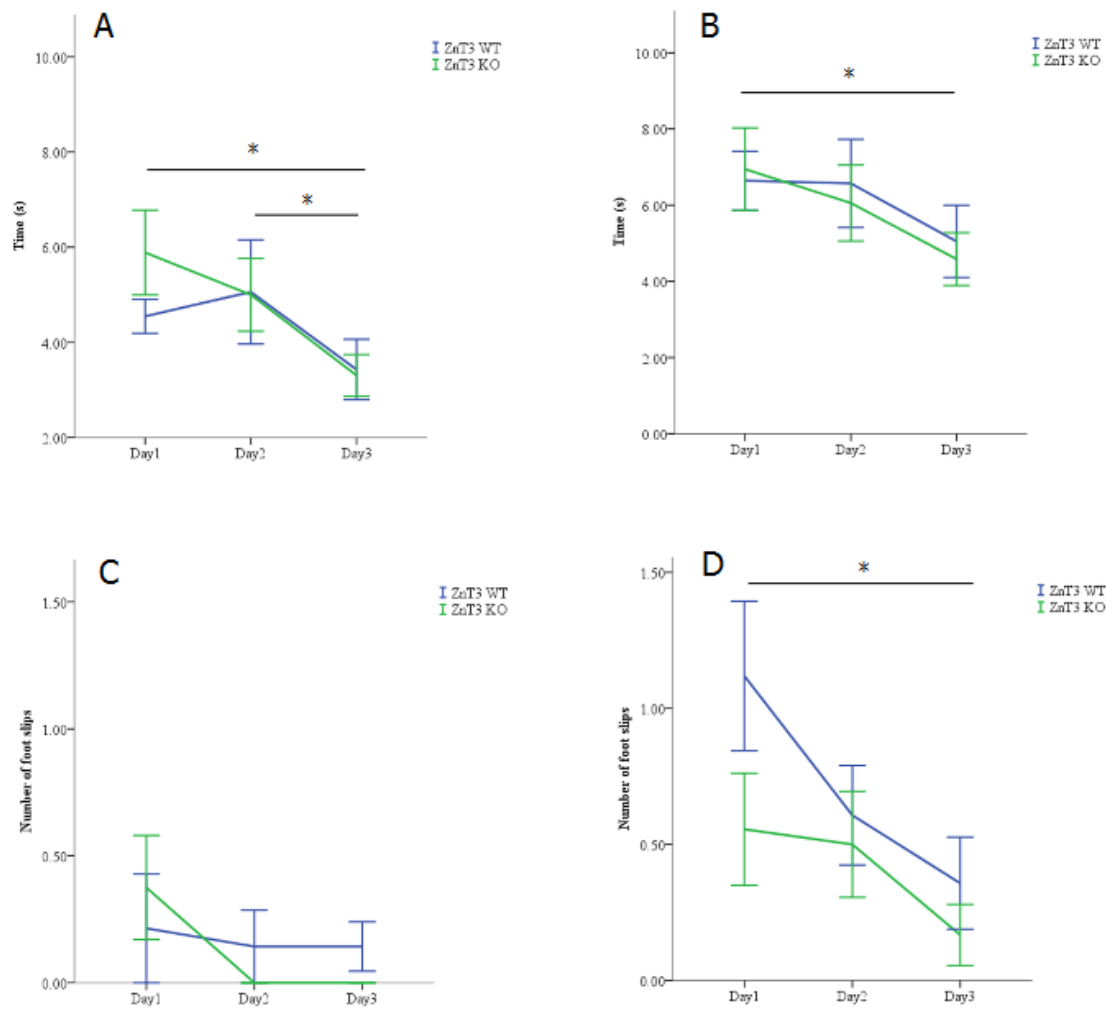 A
ZnT3 WT
ZnT3 KO
10.00
8.00
6.00
4.00
2.00
Time (s)
*
*
Day1 Day2 Day3
B
ZnT3 WT
ZnT3 KO
10.00
8.00
6.00
4.00
2.00
0.00
Time (s)
*
Day1 Day2 Day3
C
ZnT3 WT
ZnT3 KO
1.50
1.00
0.50
0.00
Number of foot slips
Day1 Day2 Day3
D
ZnT3 WT
ZnT3 KO
1.50
1.00
0.50
0.00
Number of foot slips
*
Day1 Day2 Day3